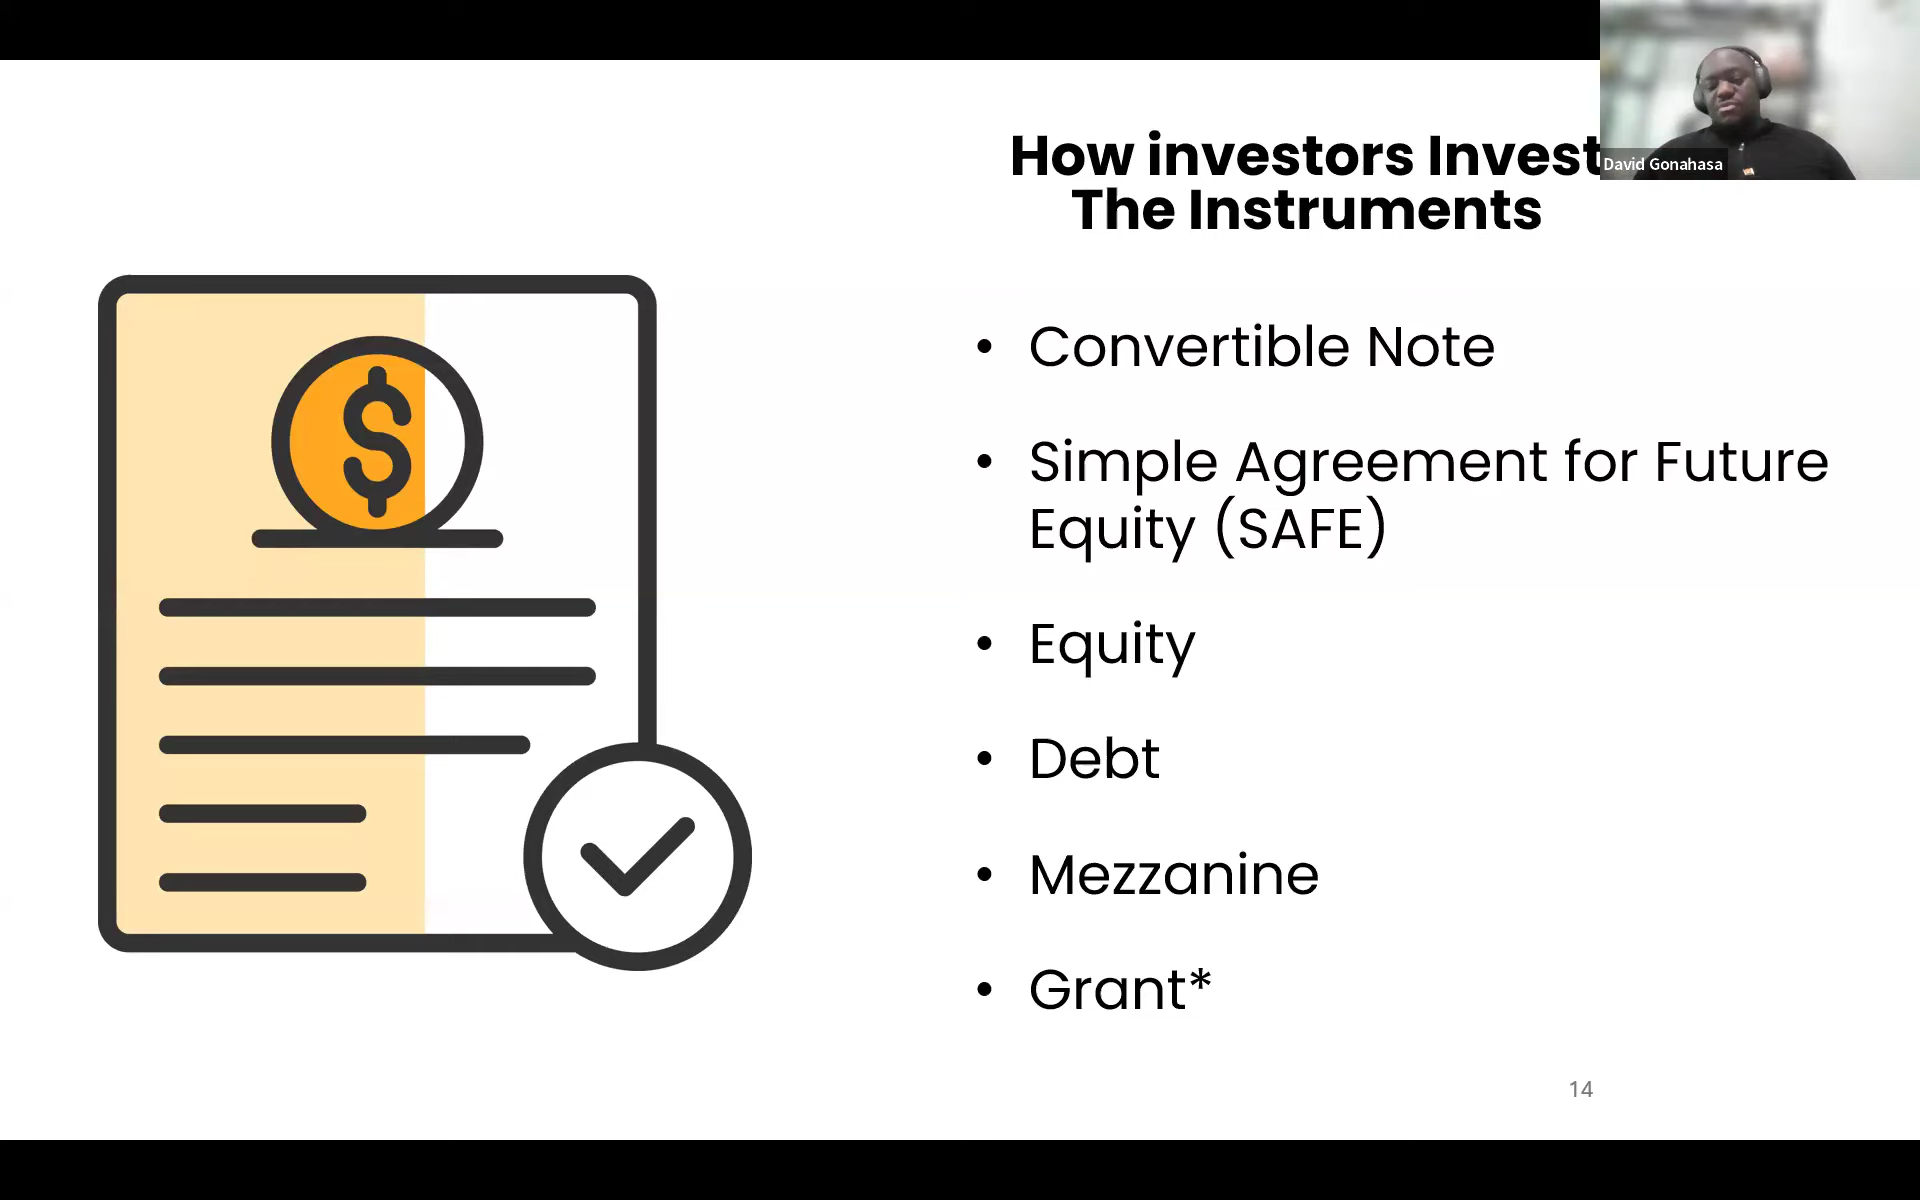 How investors Invest
The Instruments
David Gonahasa
• Convertible Note
• Simple Agreement for Future
Equity (SAFE)
• Equity
• Debt
• Mezzanine
• Grant*
14